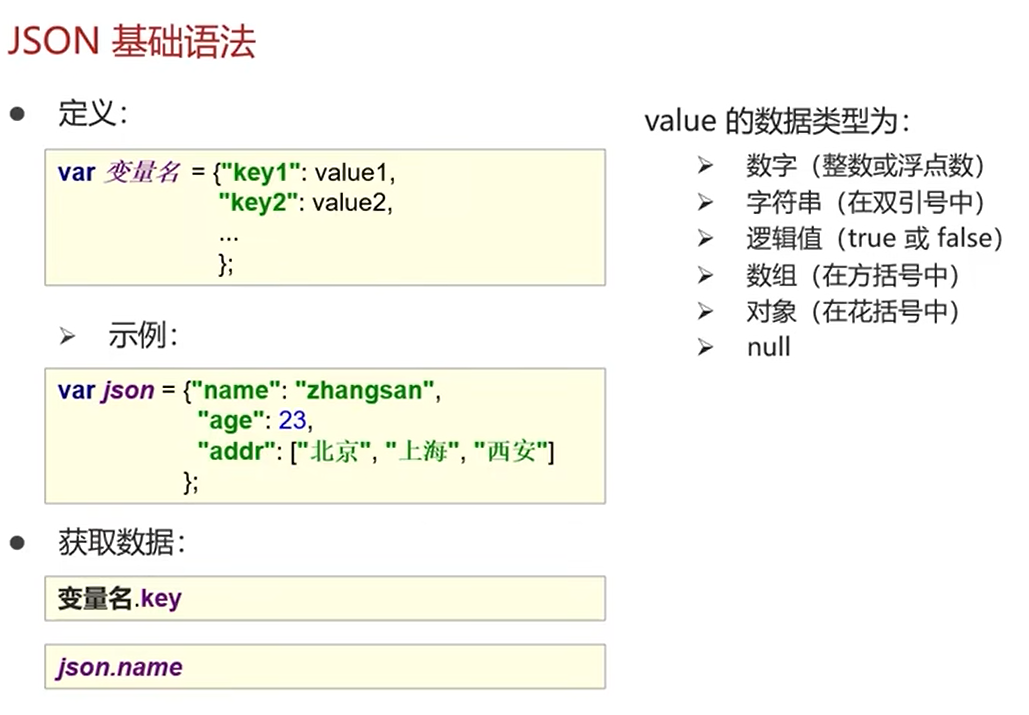 JSON 基础语法
● 定义：
var 变量名 = {"key1": value1,
"key2": value2,
...
};
➢ 示例：
var json = {"name": "zhangsan",
"age": 23,
"addr": ["北京", "上海", "西安"]
};
● 获取数据：
变量名.key
json.name
value 的数据类型为：
➢ 数字（整数或浮点数）
➢ 字符串（在双引号中）
➢ 逻辑值（true 或 false）
➢ 数组（在方括号中）
➢ 对象（在花括号中）
➢ null